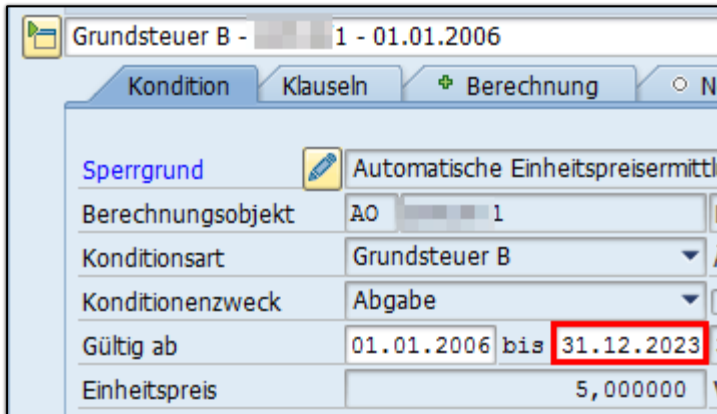 Grundsteuer B - 1 - 01.01.2006
Kondition Klauseln Berechnung N
Sperrgrund Automatische
Berechnungsobjekt AO 1
Konditionsart Grundsteuer B
Konditionenzweck Abgabe
Gültig ab 01.01.2006 bis 31.12.2023
Einheitspreis 5,000000